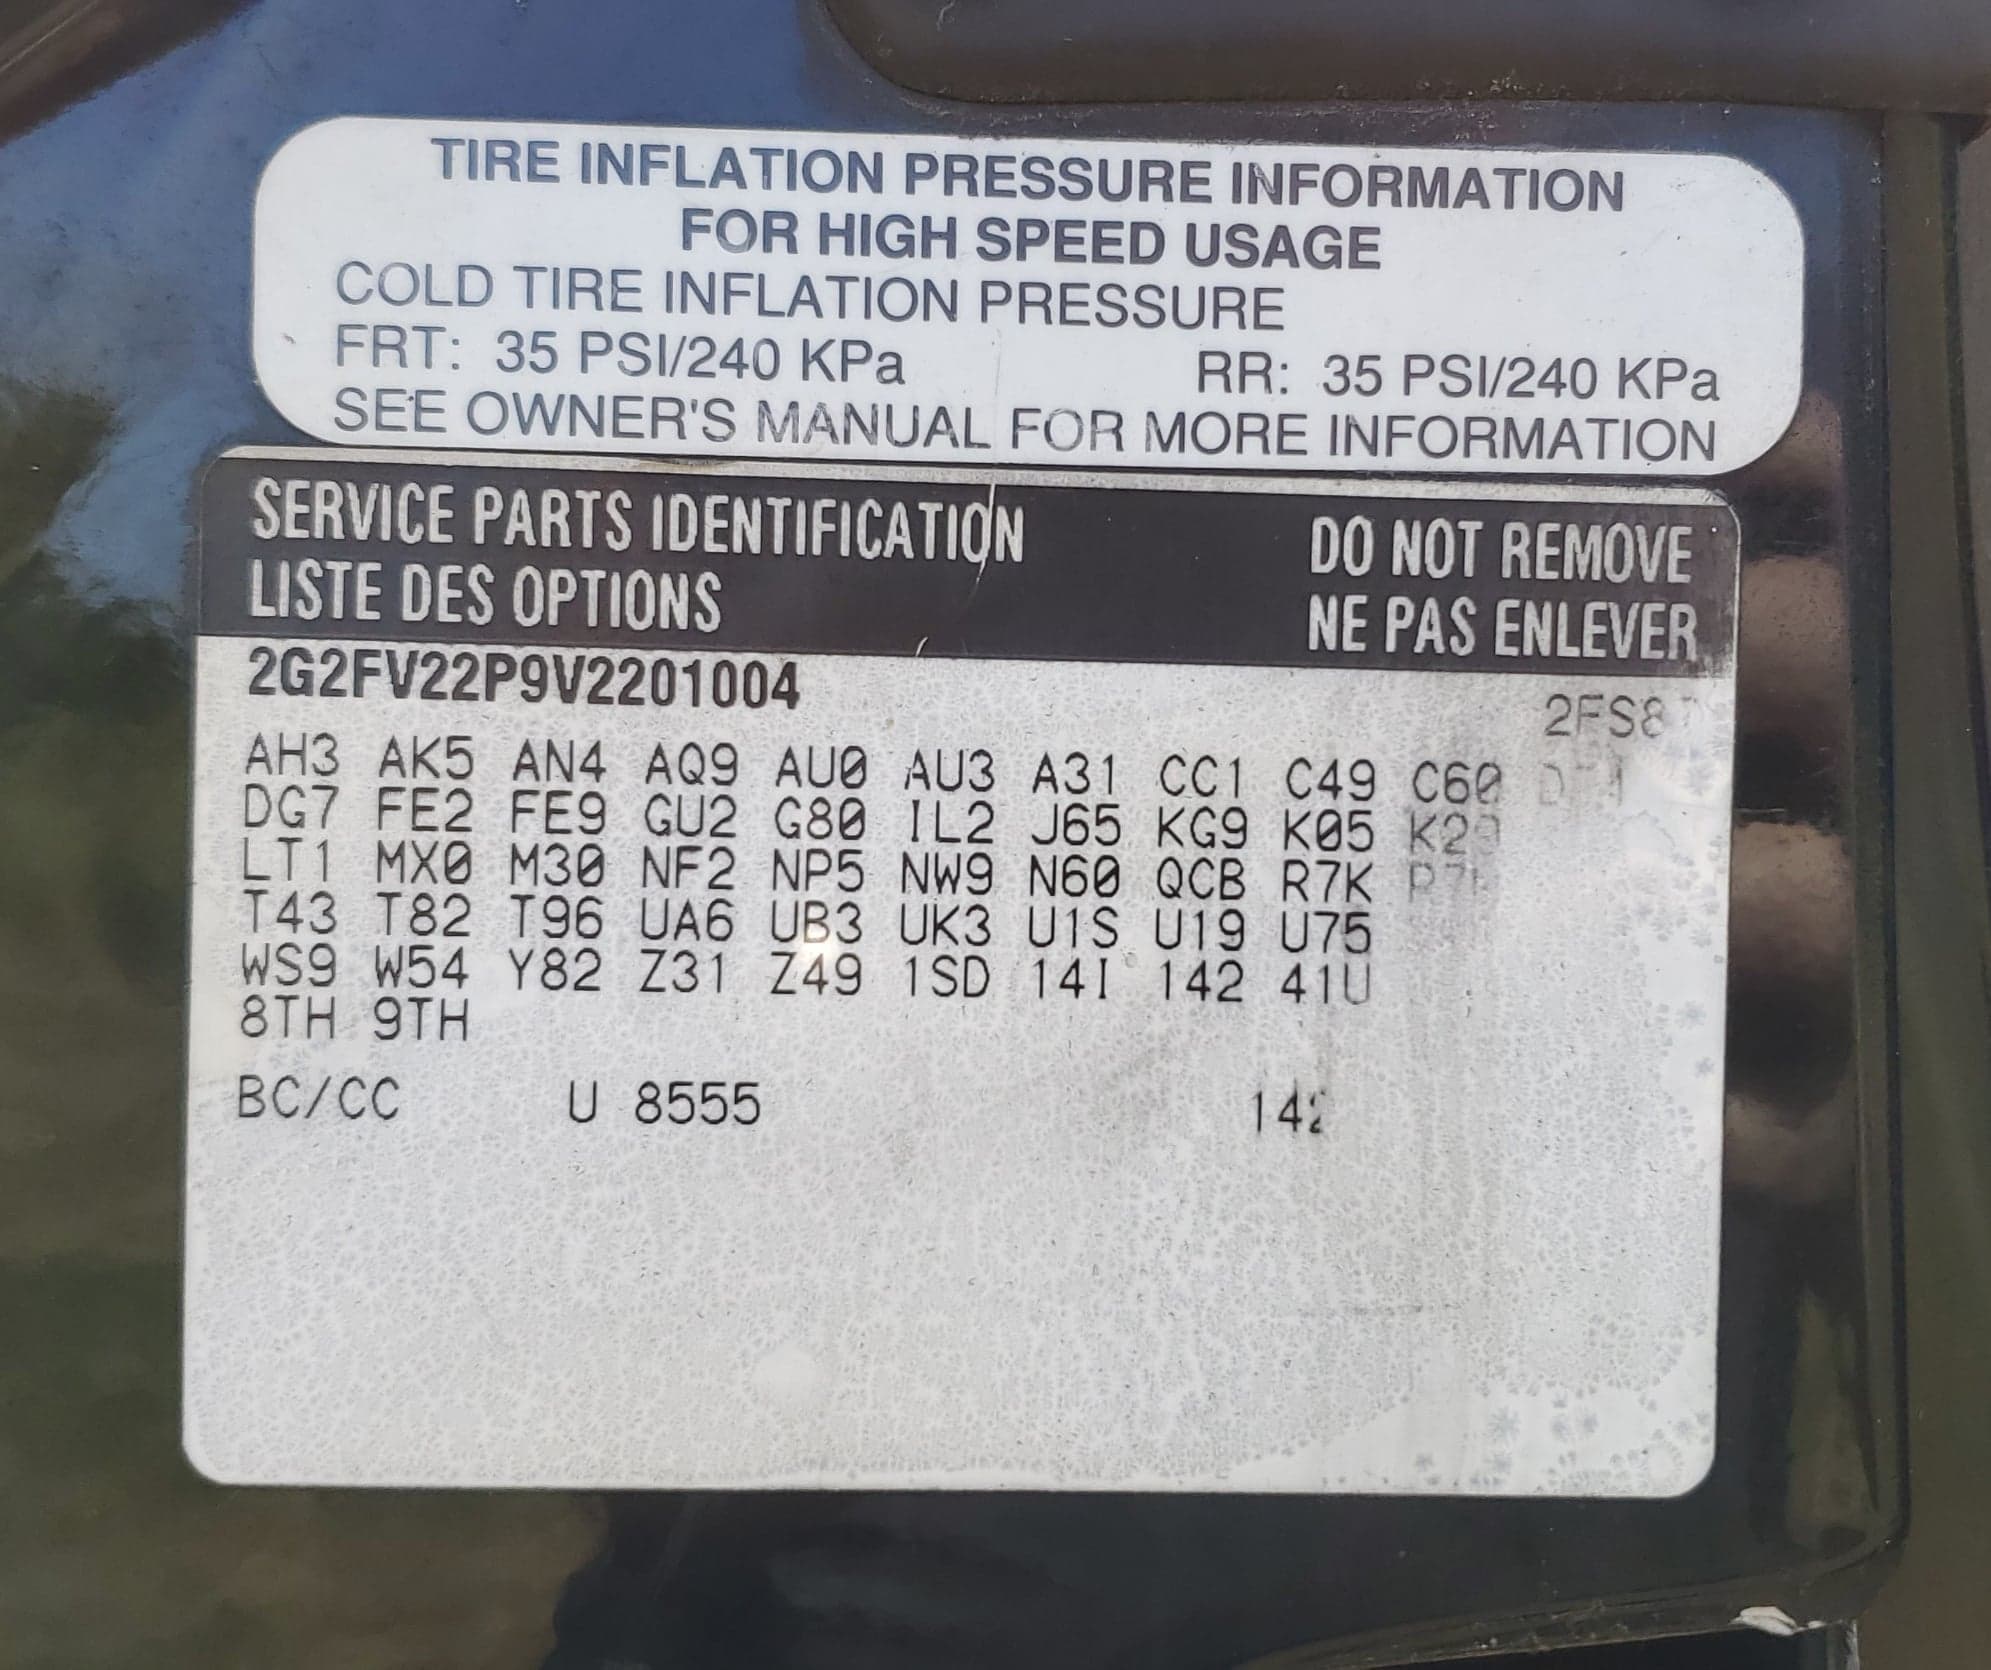 TIRE INFLATION PRESSURE INFORMATION
FOR HIGH SPEED USAGE
COLD TIRE INFLATION PRESSURE
FRT: 35 PSI/240 KPa RR: 35 PSI/240 KPa
SEE OWNER'S MANUAL FOR MORE INFORMATION
SERVICE PARTS IDENTIFICATION DO NOT REMOVE
LISTE DES OPTIONS NE PAS ENLEVER
2G2FV22P9V2201004
AH3 AK5 AN4 AQ9 AU0 AU3 A31 CC1 C49 C60
DG7 FE2 FE9 GU2 G80 IL2 J65 KG9 K05
LT1 MX0 M30 NF2 NP5 NW9 N60 QCB R7K
T43 T82 T96 UA6 UB3 UK3 U1S U19 U75
WS9 W54 Y82 Z31 Z49 1SD 14I 142 41U
8TH 9TH
BC/CC U 8555